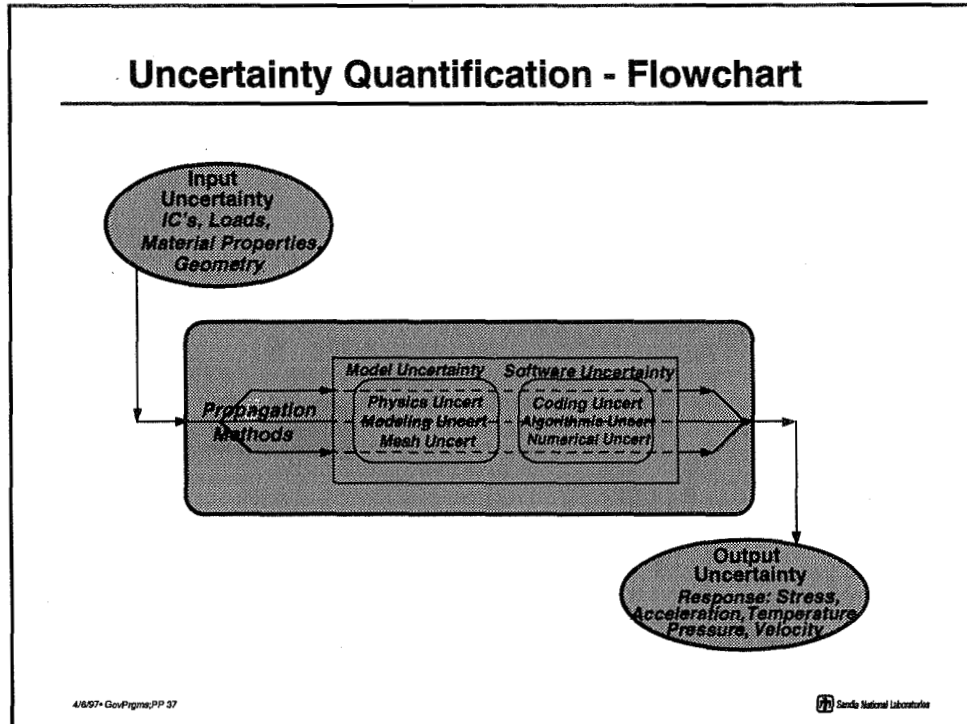 Uncertainty Quantification - Flowchart
Input
Uncertainty
IC's, Loads,
Material Properties,
Geometry
Model Uncertainty
Software Uncertainty
Propagation
Methods
Physics Uncert
Modeling Uncert
Mesh Uncert
Coding Uncert
Algorithmic Uncert
Numerical Uncert
Output
Uncertainty
Response: Stress,
Acceleration, Temperature
Pressure, Velocity
4/6/97• GovPrgms;PP 37
Sandia National Laboratories